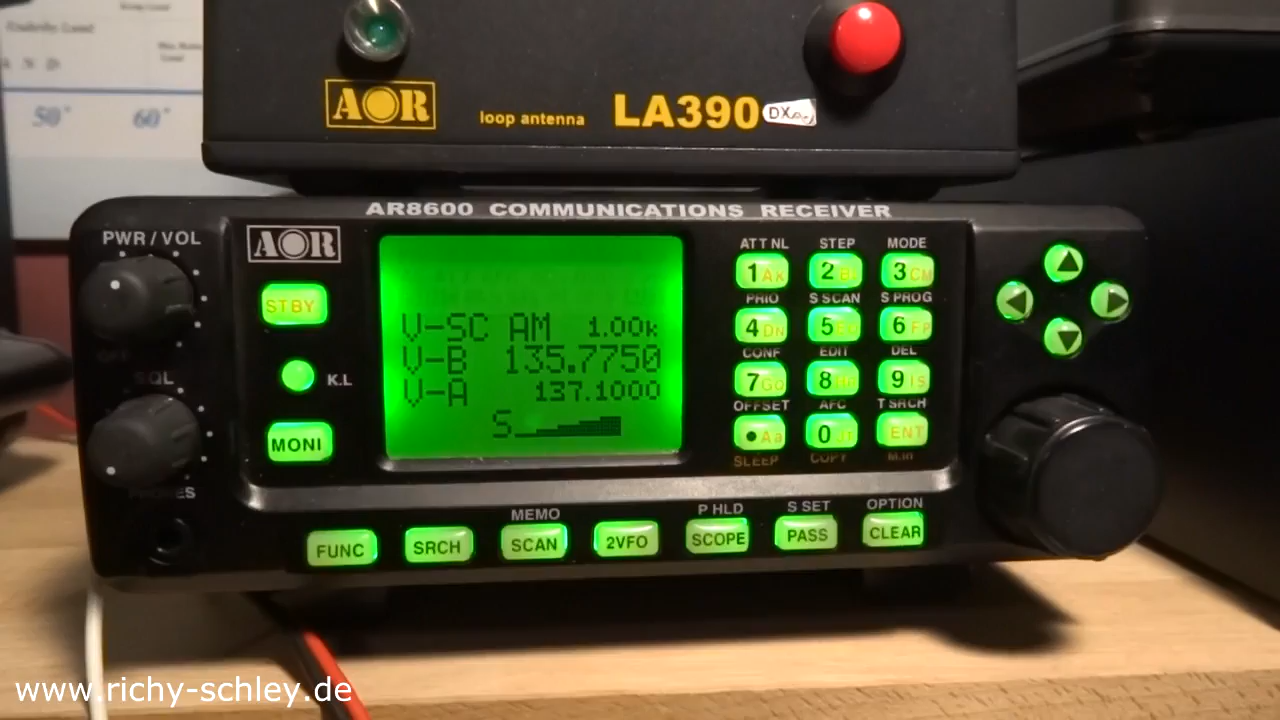 50° 60°
AOR
loop antenna LA390
AR8600 COMMUNICATIONS RECEIVER
PWR / VOL
AOR
STBY
K.L
SQL
MONI
PHONES
V-SC AM 1.00k
V-B 135.7750
V-A 137.1000
S
ATT NL STEP MODE
1 2 3
PRIO S SCAN S PROG
4 5 6
CONF EDIT DEL
7 8 9
OFFSET AFC T SRCH
0 ENT
SLEEP COPY
MEMO P HLD S SET OPTION
FUNC SRCH SCAN 2VFO SCOPE PASS CLEAR
www.richy-schley.de